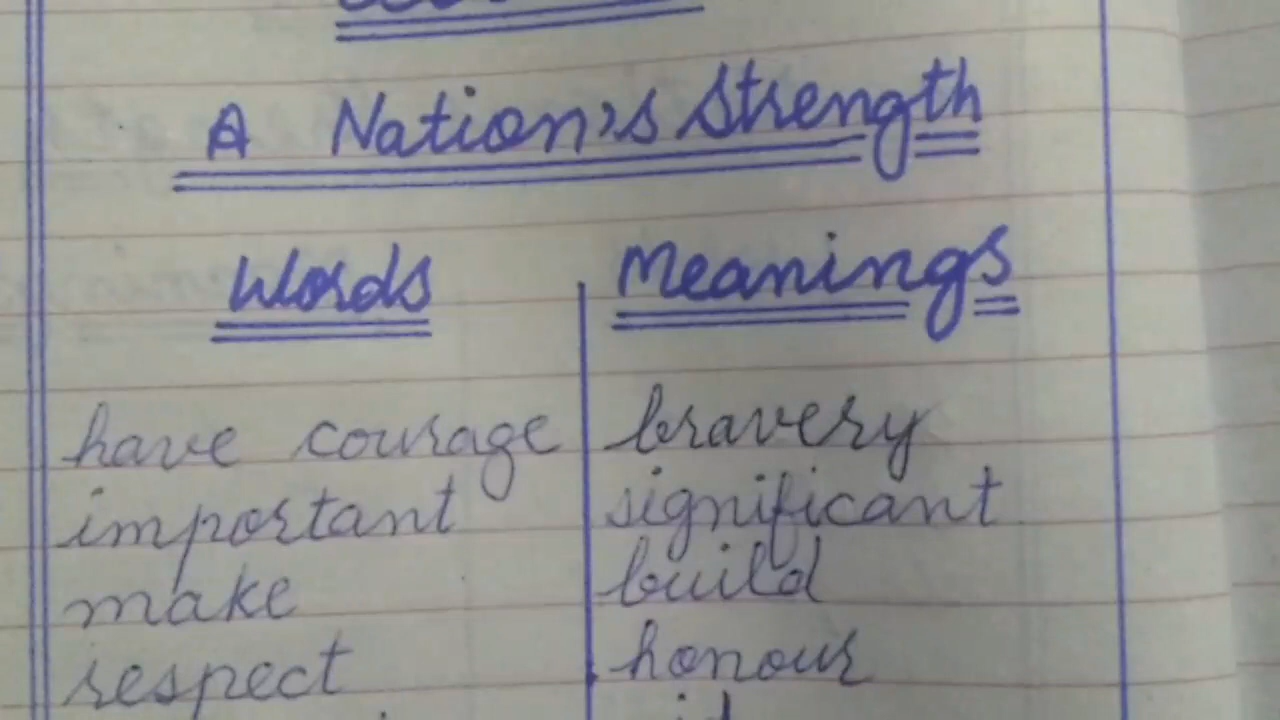 A Nation's Strength
Words Meanings
have courage bravery
important significant
make build
respect honour